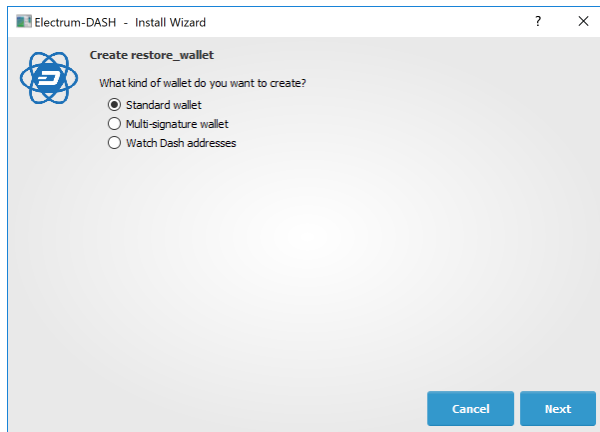 Electrum-DASH - Install Wizard
Create restore_wallet
What kind of wallet do you want to create?
Standard wallet
Multi-signature wallet
Watch Dash addresses
Cancel Next